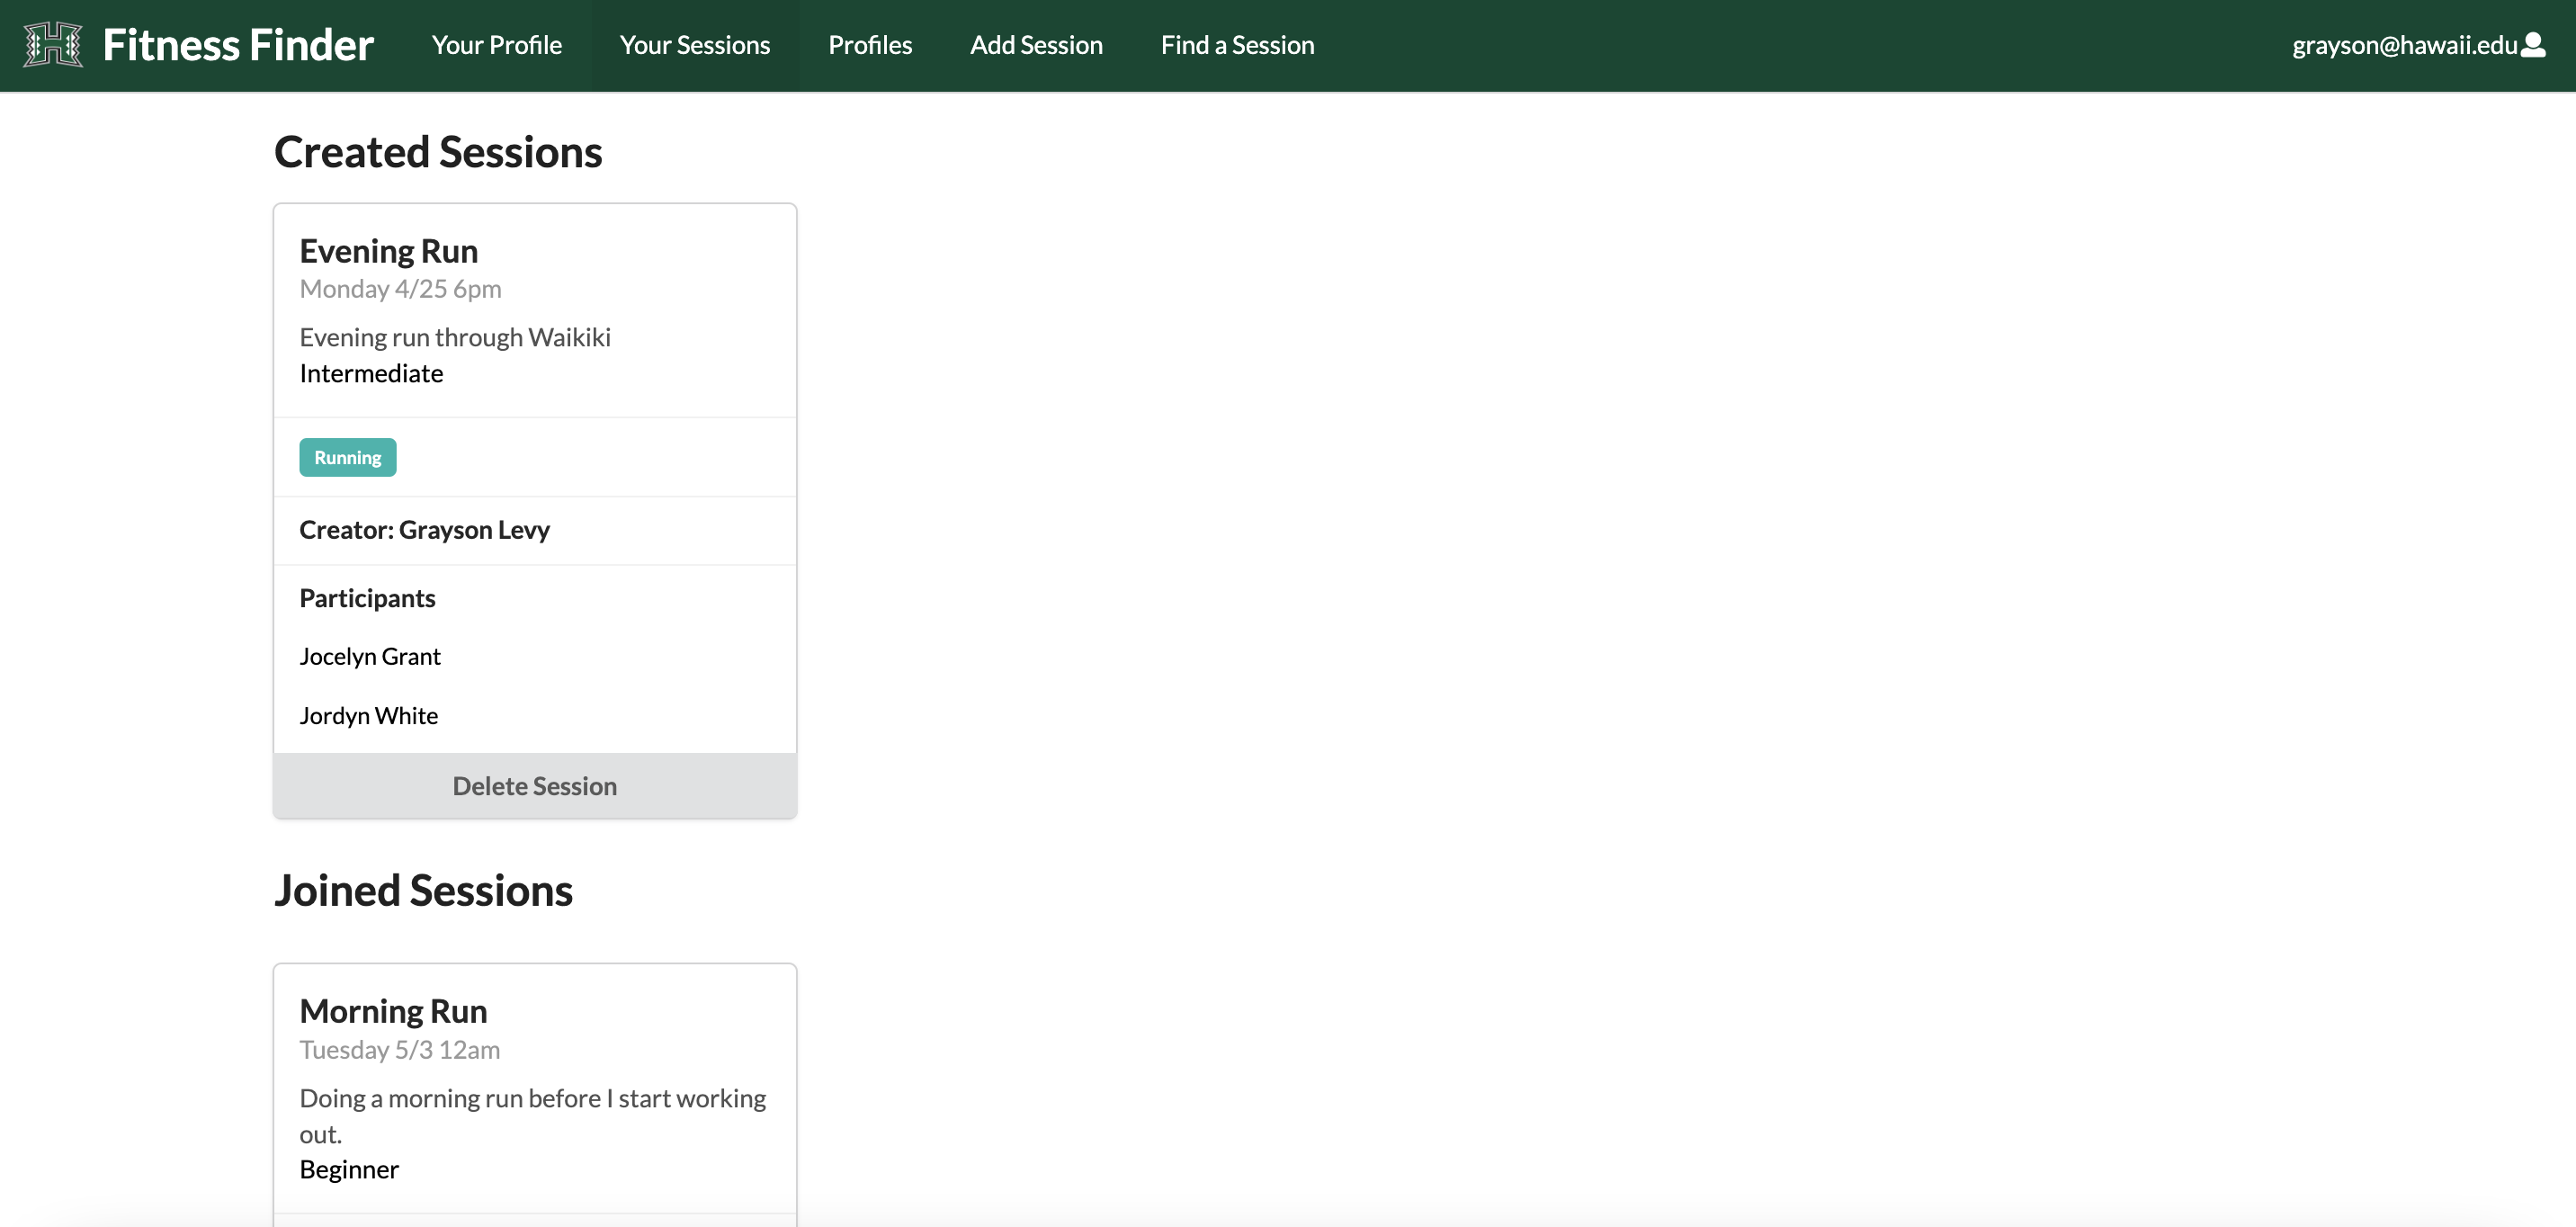 Fitness Finder
Your Profile
Your Sessions
Profiles
Add Session
Find a Session
grayson@hawaii.edu
Created Sessions
Evening Run
Monday 4/25 6pm
Evening run through Waikiki
Intermediate
Running
Creator: Grayson Levy
Participants
Jocelyn Grant
Jordyn White
Delete Session
Joined Sessions
Morning Run
Tuesday 5/3 12am
Doing a morning run before I start working
out.
Beginner